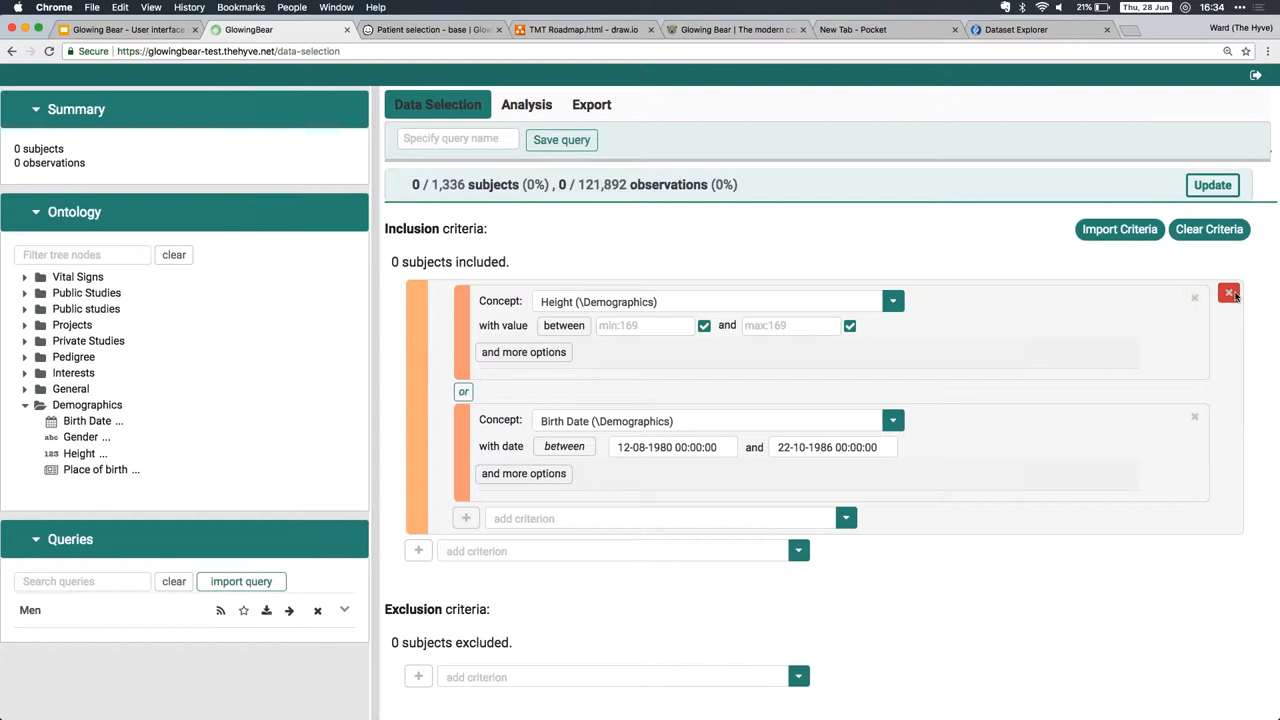 Chrome File Edit View History Bookmarks People Window Help 21% Thu, 28 Jun 16:34
Glowing Bear - User interface GlowingBear Patient selection - base | Glo TMT Roadmap.html - draw.io Glowing Bear | The modern co New Tab - Pocket Dataset Explorer Ward (The Hyve)
Secure https://glowingbear-test.thehyve.net/data-selection
Summary
0 subjects
0 observations
Ontology
Filter tree nodes clear
Vital Signs
Public Studies
Public studies
Projects
Private Studies
Pedigree
Interests
General
Demographics
Birth Date ...
abc Gender ...
123 Height ...
Place of birth ...
Queries
Search queries clear import query
Men
Data Selection Analysis Export
Specify query name Save query
0 / 1,336 subjects (0%) , 0 / 121,892 observations (0%) Update
Inclusion criteria: Import Criteria Clear Criteria
0 subjects included.
Concept: Height (\Demographics)
with value between min:169 and max:169
and more options
or
Concept: Birth Date (\Demographics)
with date between 12-08-1980 00:00:00 and 22-10-1986 00:00:00
and more options
+ add criterion
+ add criterion
Exclusion criteria:
0 subjects excluded.
+ add criterion